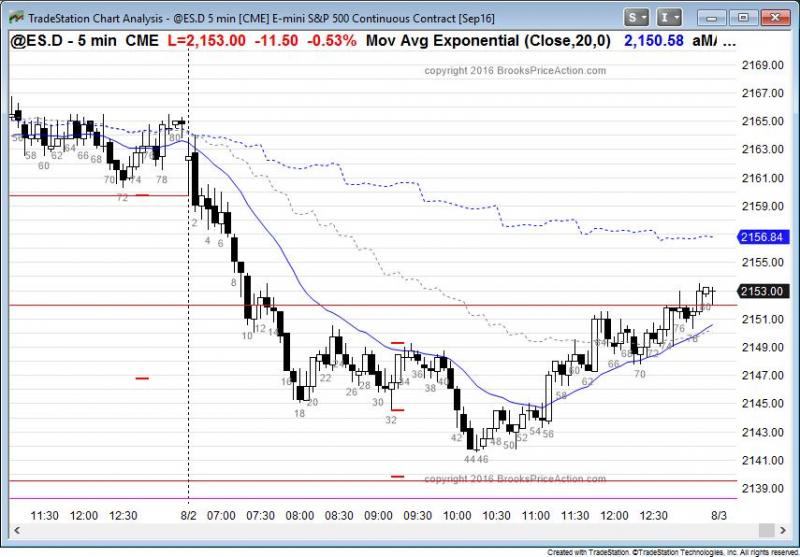 TradeStation Chart Analysis - @ES.D 5 min [CME] E-mini S&P 500 Continuous Contract [Sep16]
S I
@ES.D - 5 min CME L=2,153.00 -11.50 -0.53% Mov Avg Exponential (Close,20,0) 2,150.58 aMA ...
copyright 2016 BrooksPriceAction.com
2169.00
2167.00
2165.00
2163.00
2161.00
2159.00
2156.84
2155.00
2153.00
2151.00
2149.00
2147.00
2145.00
2143.00
2141.00
2139.00
58 60 62 64 66 68 70 72 74 76 78 80
2 4 6 8 10 12 14 16 18 20 22 24 26 28 30 32 34 36 38 40 42 44 46 48 50 52 54 56 58 60 62 64 66 68 70 72 74 76 78 80
copyright 2016 BrooksPriceAction.com
11:30 12:00 12:30 8/2 07:00 07:30 08:00 08:30 09:00 09:30 10:00 10:30 11:00 11:30 12:00 12:30 8/3
Created with TradeStation. ©TradeStation Technologies, Inc. All rights reserved.